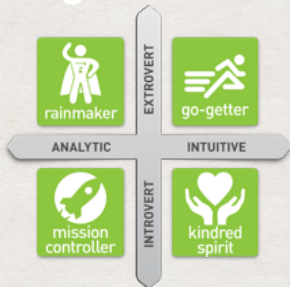 EXTROVERT
rainmaker
go-getter
ANALYTIC
INTUITIVE
INTROVERT
mission
controller
kindred
spirit